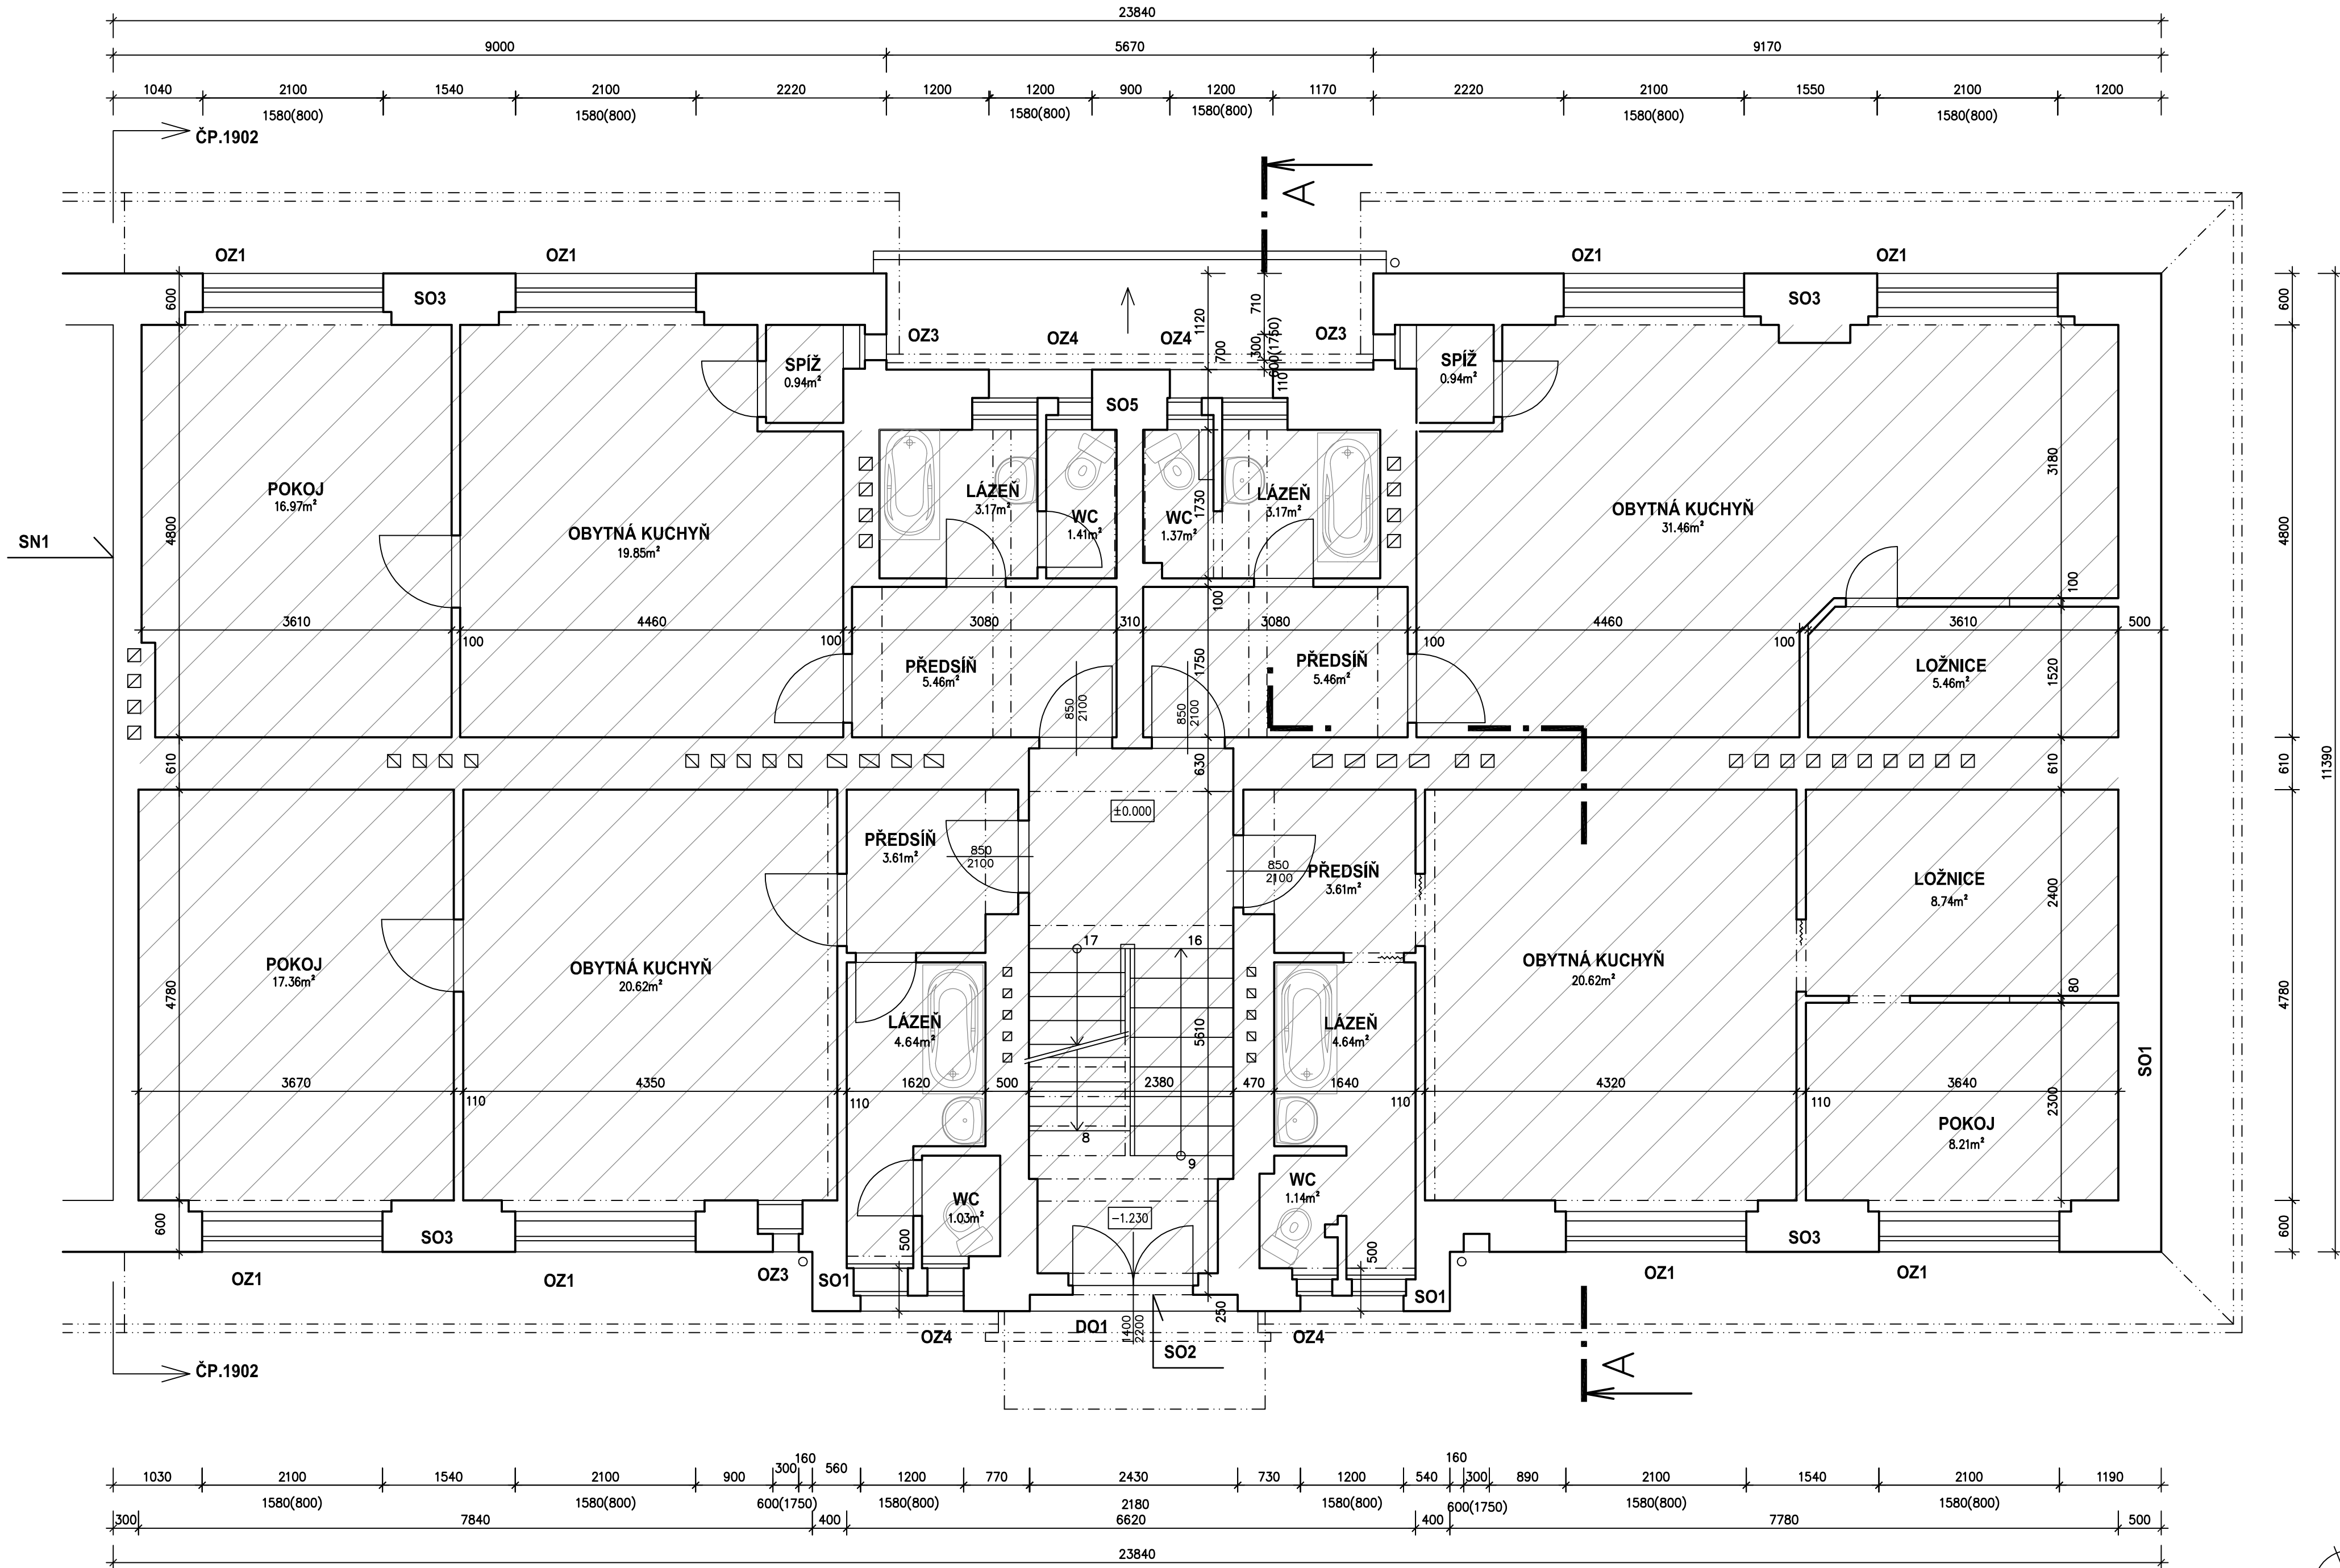 23840
9000 5670 9170
1040 2100 1540 2100 2220 1200 1200 900 1200 1170 2220 2100 1550 2100 1200
1580(800) 1580(800) 1580(800) 1580(800) 1580(800) 1580(800)
ČP.1902
A
OZ1 OZ1 OZ1 OZ1
600 SO3 710 SO3 600
1120
OZ3 OZ4 OZ4 OZ3
700 300 600(1750)
SPÍŽ SPÍŽ
0.94m² 0.94m²
110
SO5
3180
POKOJ LÁZEŇ LÁZEŇ
16.97m² 3.17m² 1730 3.17m²
WC WC
1.41m² 1.37m²
OBYTNÁ KUCHYŇ
31.46m²
OBYTNÁ KUCHYŇ
19.85m²
4800 4800
SN1
100 100
3610 4460 3080 310 3080 4460 3610 500
100 100 100 100
PŘEDSÍŇ PŘEDSÍŇ LOŽNICE
5.46m² 1750 5.46m² 5.46m² 1520
850 850
2100 2100
610 630 610 610
11390
±0.000
PŘEDSÍŇ
3.61m²
850
2100
850
2100
PŘEDSÍŇ
3.61m²
LOŽNICE
8.74m²
2400
17 16
POKOJ OBYTNÁ KUCHYŇ OBYTNÁ KUCHYŇ
17.36m² 20.62m² 20.62m²
4780 80 4780
LÁZEŇ LÁZEŇ
4.64m² 5610 4.64m²
SO1
3670 4350 1620 500 2380 470 1640 4320 3640
110 110 110 110
2300
POKOJ
8.21m²
8
9
WC WC
1.03m² 1.14m²
-1.230
600 SO3 500 500 SO3 600
OZ1 OZ1 OZ3 SO1 SO1 OZ1 OZ1
250
OZ4 DO1 OZ4
1400
2200
SO2
A
ČP.1902
160 160
1030 2100 1540 2100 900 300 560 1200 770 2430 730 1200 540 300 890 2100 1540 2100 1190
1580(800) 1580(800) 600(1750) 1580(800) 2180 1580(800) 600(1750) 1580(800) 1580(800)
300 7840 400 6620 400 7780 500
23840